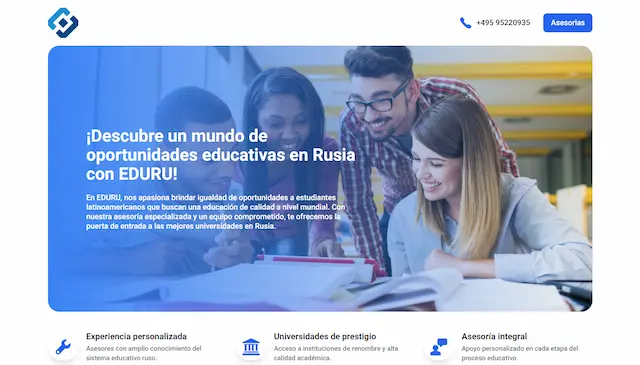 +495 95220935
Asesorias
¡Descubre un mundo de
oportunidades educativas en Rusia
con EDURU!
En EDURU, nos apasiona brindar igualdad de oportunidades a estudiantes
latinoamericanos que buscan una educación de calidad a nivel mundial. Con
nuestra asesoría especializada y un equipo comprometido, te ofrecemos la
puerta de entrada a las mejores universidades en Rusia.
Experiencia personalizada
Asesores con amplio conocimiento del
sistema educativo ruso.
Universidades de prestigio
Acceso a instituciones de renombre y alta
calidad académica.
Asesoría integral
Apoyo personalizado en cada etapa del
proceso educativo.